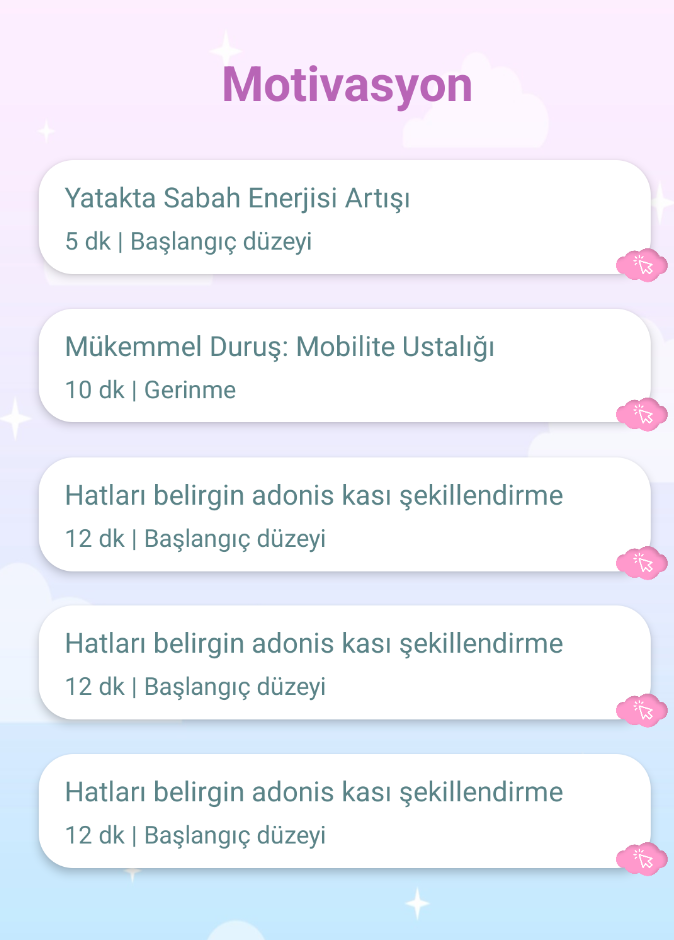 Motivasyon
Yatakta Sabah Enerjisi Artışı
5 dk | Başlangıç düzeyi
Mükemmel Duruş: Mobilite Ustalığı
10 dk | Gerinme
Hatları belirgin adonis kası şekillendirme
12 dk | Başlangıç düzeyi
Hatları belirgin adonis kası şekillendirme
12 dk | Başlangıç düzeyi
Hatları belirgin adonis kası şekillendirme
12 dk | Başlangıç düzeyi